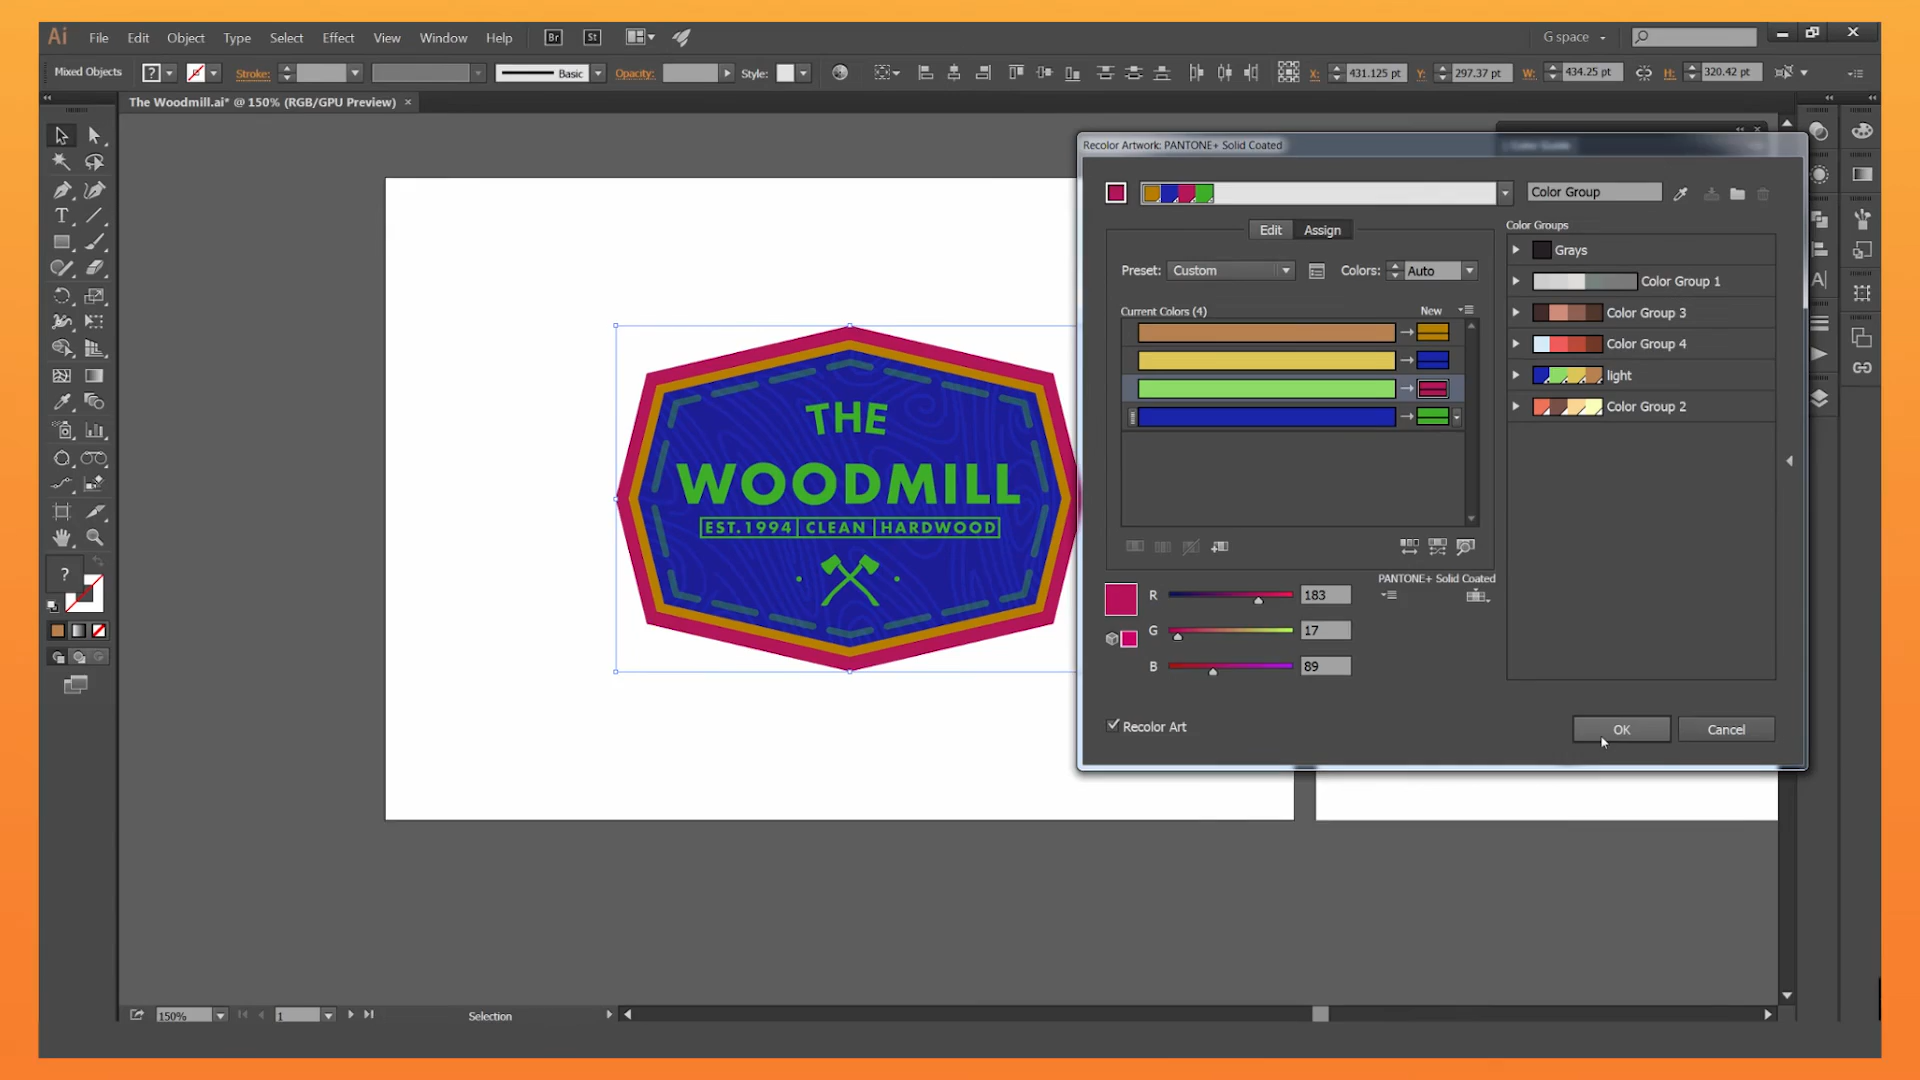 Ai File Edit Object Type Select Effect View Window Help Br St G space
Mixed Objects ? Stroke: Basic Opacity: Style: X: 431.125 pt Y: 297.37 pt W: 434.25 pt H: 320.42 pt
The Woodmill.ai* @ 150% (RGB/GPU Preview) ×
Recolor Artwork: PANTONE+ Solid Coated
Color Group
Edit Assign
Color Groups
Preset: Custom Colors: Auto
Grays
Color Group 1
Color Group 3
Color Group 4
light
Color Group 2
Current Colors (4) New
THE
WOODMILL
EST.1994 CLEAN HARDWOOD
PANTONE+ Solid Coated
R 183
G 17
B 89
Recolor Art
OK Cancel
?
150% 1 Selection